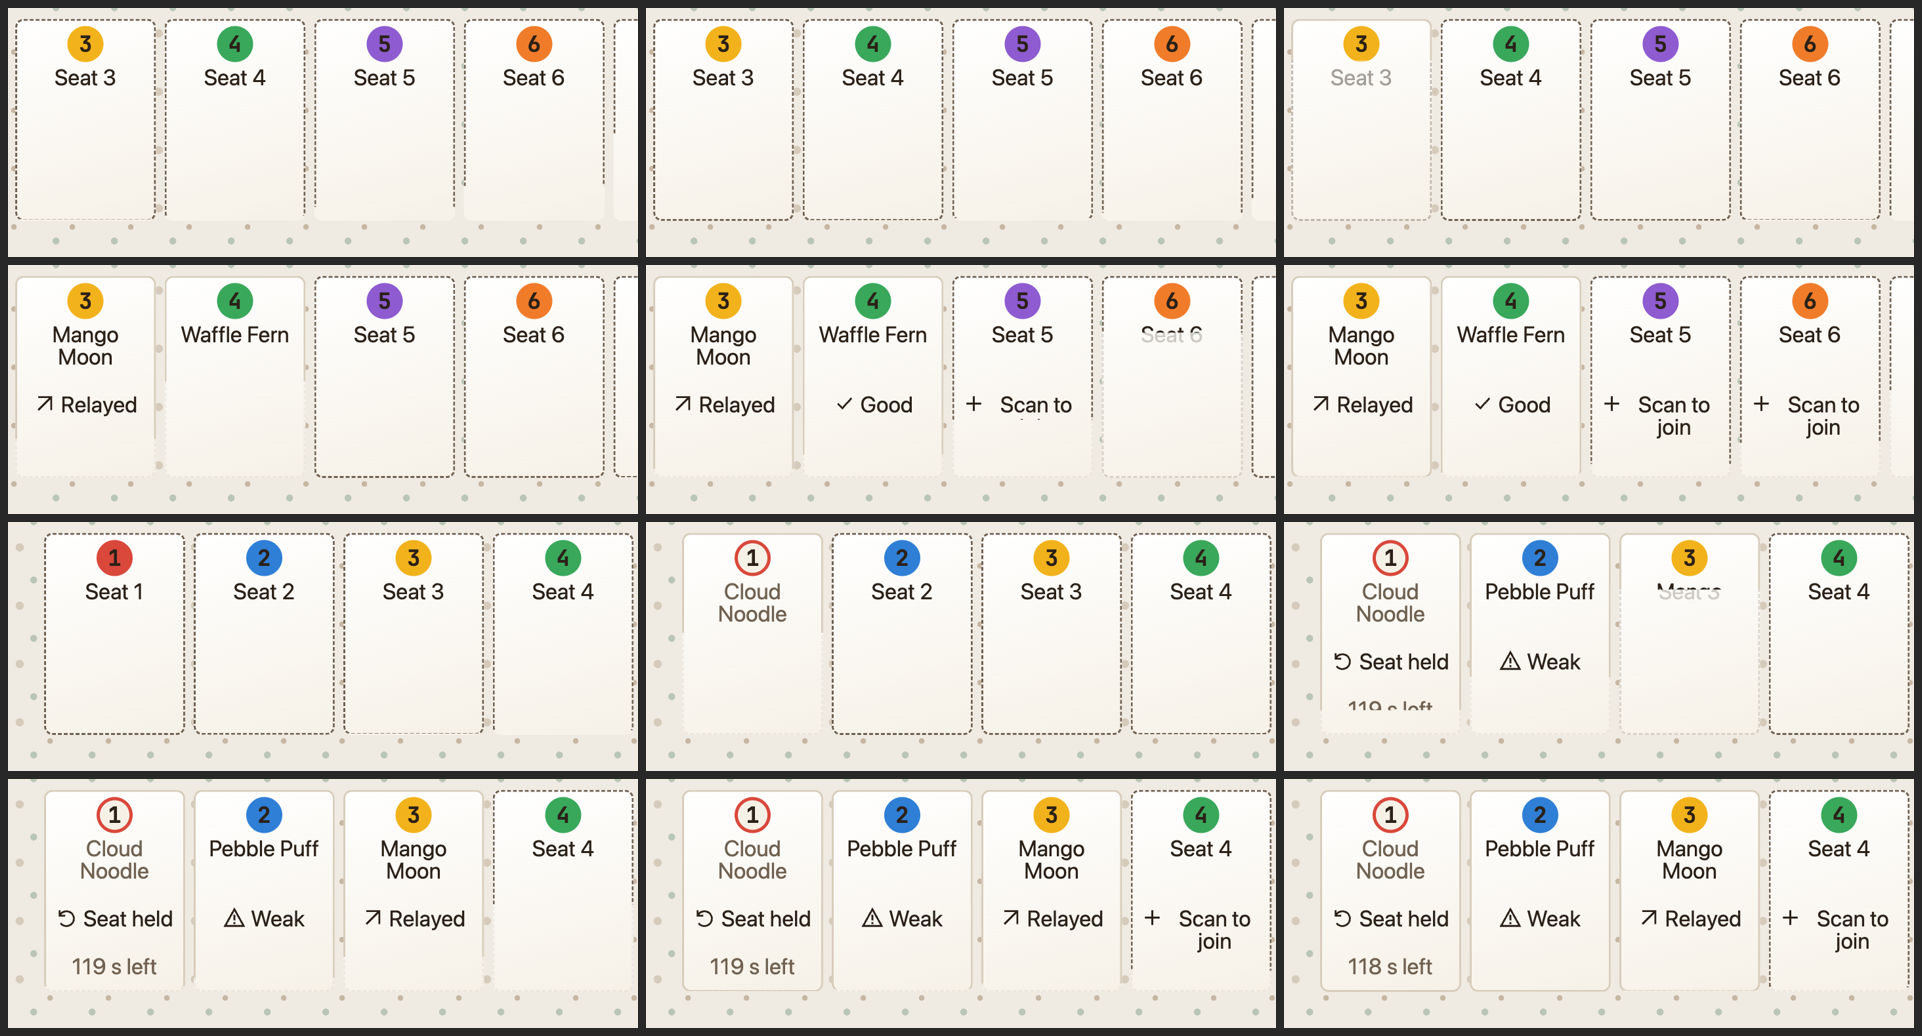 3 4 5 6
Seat 3 Seat 4 Seat 5 Seat 6
3 4 5 6
Seat 3 Seat 4 Seat 5 Seat 6
3 4 5 6
Seat 3 Seat 4 Seat 5 Seat 6
3 4 5 6
Mango Waffle Fern Seat 5 Seat 6
Moon
Relayed
3 4 5 6
Mango Waffle Fern Seat 5 Seat 6
Moon
Relayed Good Scan to
3 4 5 6
Mango Waffle Fern Seat 5 Seat 6
Moon
Relayed Good Scan to Scan to
join join
1 2 3 4
Seat 1 Seat 2 Seat 3 Seat 4
1 2 3 4
Cloud Seat 2 Seat 3 Seat 4
Noodle
1 2 3 4
Cloud Pebble Puff Seat 4
Noodle
Seat held Weak
119 s left
1 2 3 4
Cloud Pebble Puff Mango Seat 4
Noodle Moon
Seat held Weak Relayed
119 s left
1 2 3 4
Cloud Pebble Puff Mango Seat 4
Noodle Moon
Seat held Weak Relayed Scan to
join
119 s left
1 2 3 4
Cloud Pebble Puff Mango Seat 4
Noodle Moon
Seat held Weak Relayed Scan to
join
118 s left